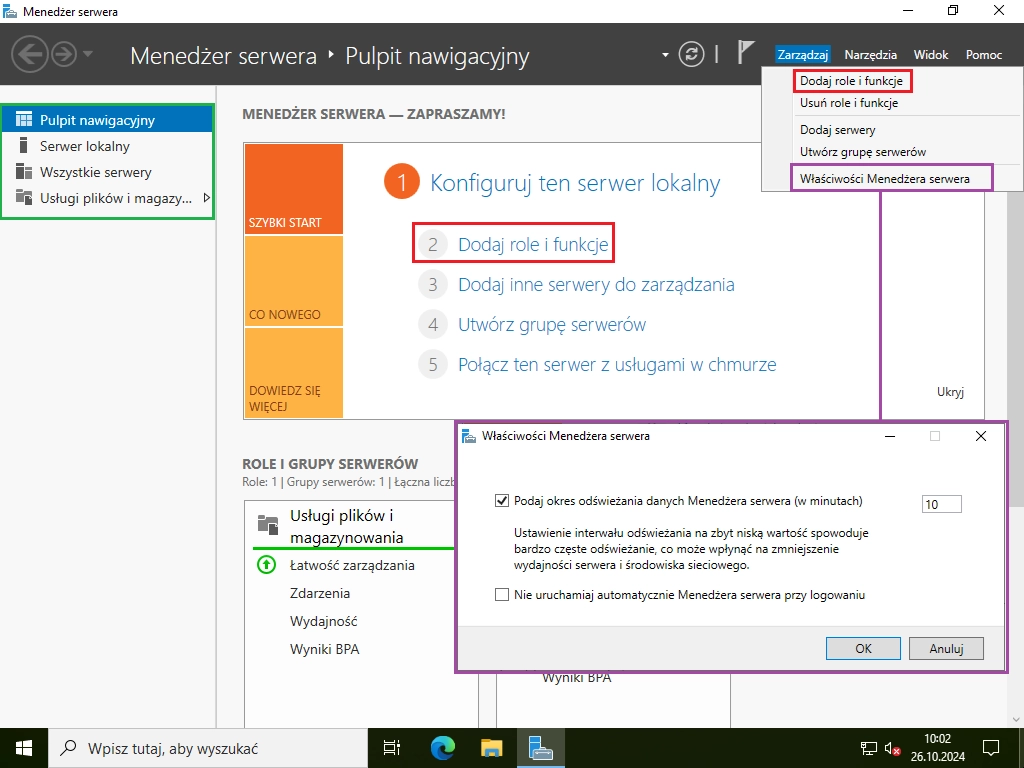 Menedżer serwera
Menedżer serwera ‣ Pulpit nawigacyjny
Zarządzaj Narzędzia Widok Pomoc
Dodaj role i funkcje
Usuń role i funkcje
Dodaj serwery
Utwórz grupę serwerów
Właściwości Menedżera serwera
Pulpit nawigacyjny
Serwer lokalny
Wszystkie serwery
Usługi plików i magazy...
MENEDŻER SERWERA — ZAPRASZAMY!
SZYBKI START
CO NOWEGO
DOWIEDZ SIĘ
WIĘCEJ
1 Konfiguruj ten serwer lokalny
2 Dodaj role i funkcje
3 Dodaj inne serwery do zarządzania
4 Utwórz grupę serwerów
5 Połącz ten serwer z usługami w chmurze
Ukryj
ROLE I GRUPY SERWERÓW
Role: 1 | Grupy serwerów: 1 | Łączna
Usługi plików i
magazynowania
Łatwość zarządzania
Zdarzenia
Wydajność
Wyniki BPA
Wyniki BPA
Właściwości Menedżera serwera
Podaj okres odświeżania danych Menedżera serwera (w minutach) 10
Ustawienie interwału odświeżania na zbyt niską wartość spowoduje
bardzo częste odświeżanie, co może wpłynąć na zmniejszenie
wydajności serwera i środowiska sieciowego.
Nie uruchamiaj automatycznie Menedżera serwera przy logowaniu
OK Anuluj
Wpisz tutaj, aby wyszukać
10:02
26.10.2024